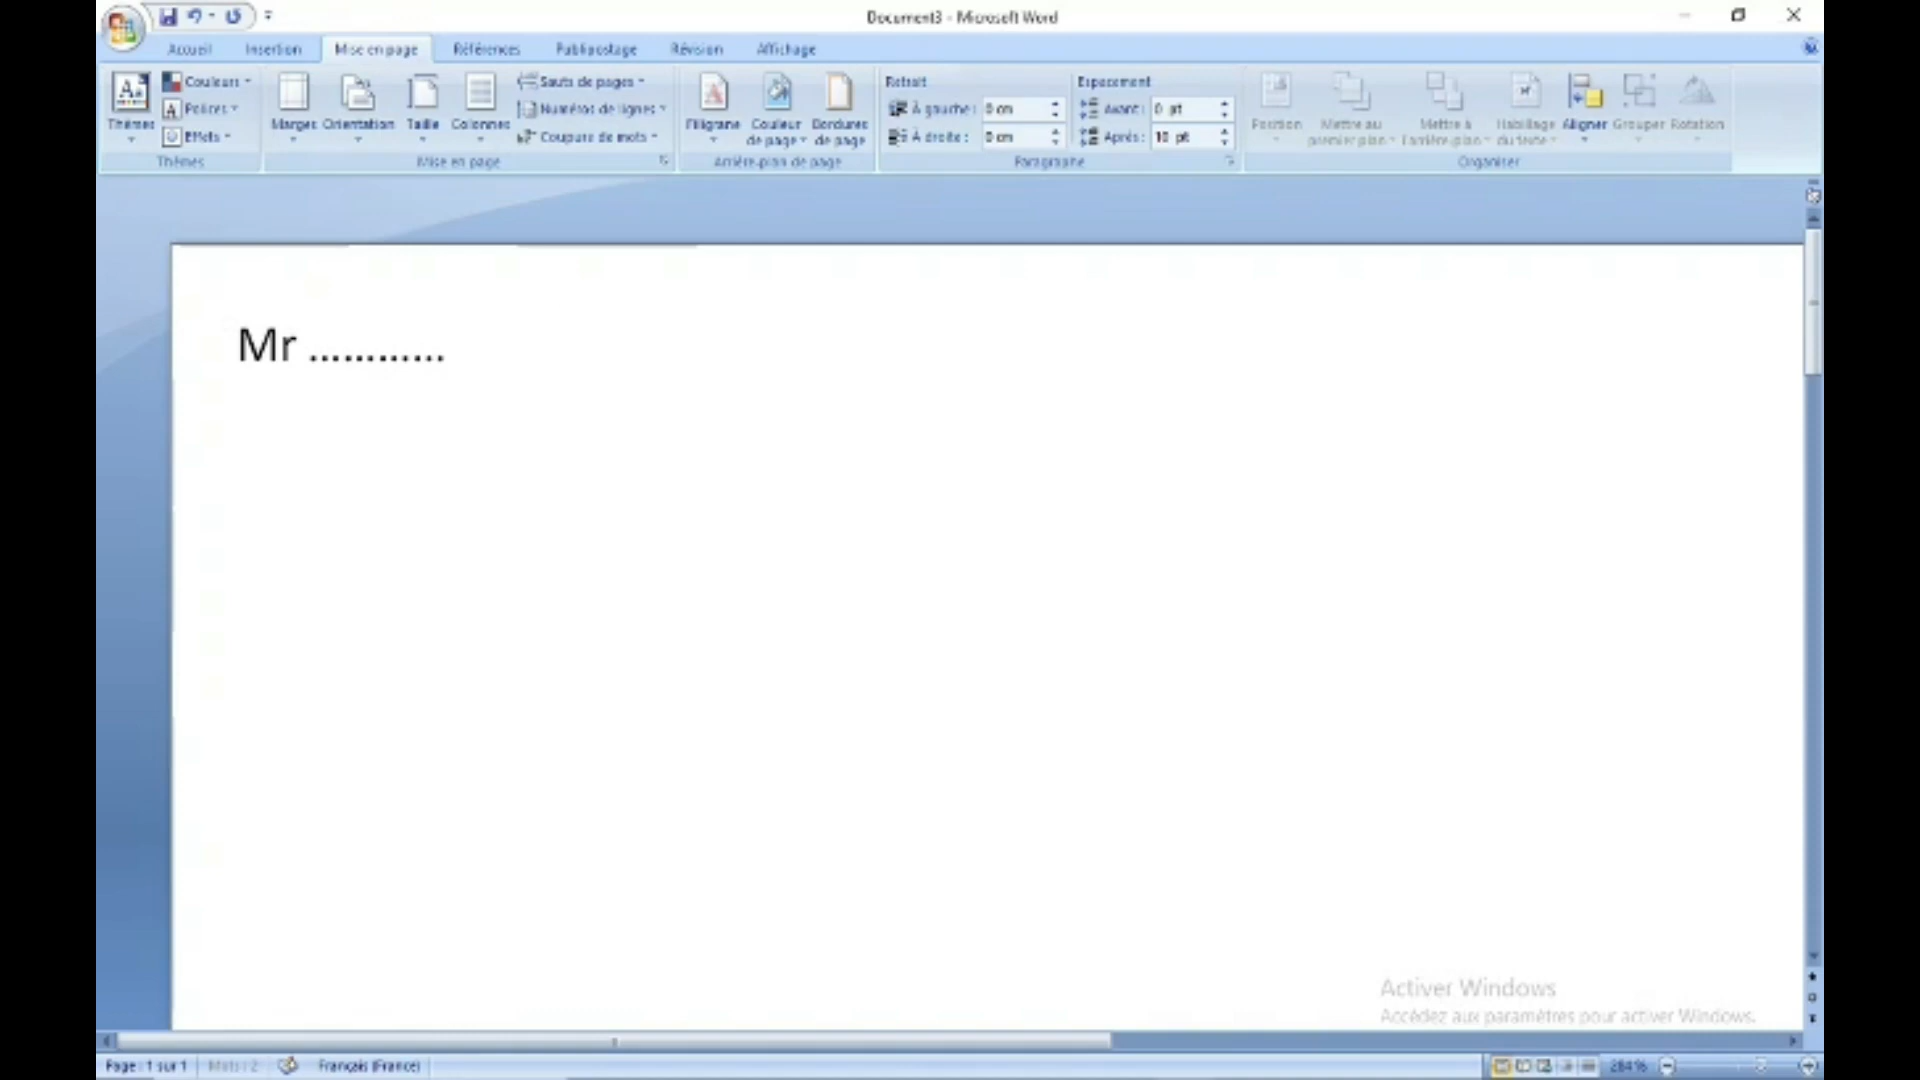 Document3 - Microsoft Word
Accueil Insertion Mise en page Références Publipostage Révision Affichage
Thèmes Couleurs Polices Effets
Marges Orientation Taille Colonnes
Sauts de pages
Numéros de lignes
Coupure de mots
Filigrane Couleur de page Bordures de page
Retrait
À gauche : 0 cm
À droite : 0 cm
Espacement
Avant : 0 pt
Après : 10 pt
Position Mettre au premier plan Mettre à l'arrière-plan Habillage du texte Aligner Grouper Rotation
Thèmes Mise en page Arrière-plan de page Paragraphe Organiser
Mr ............
Activer Windows
Accédez aux paramètres pour activer Windows.
Page : 1 sur 1 Mots : 2 Français (France) 284%